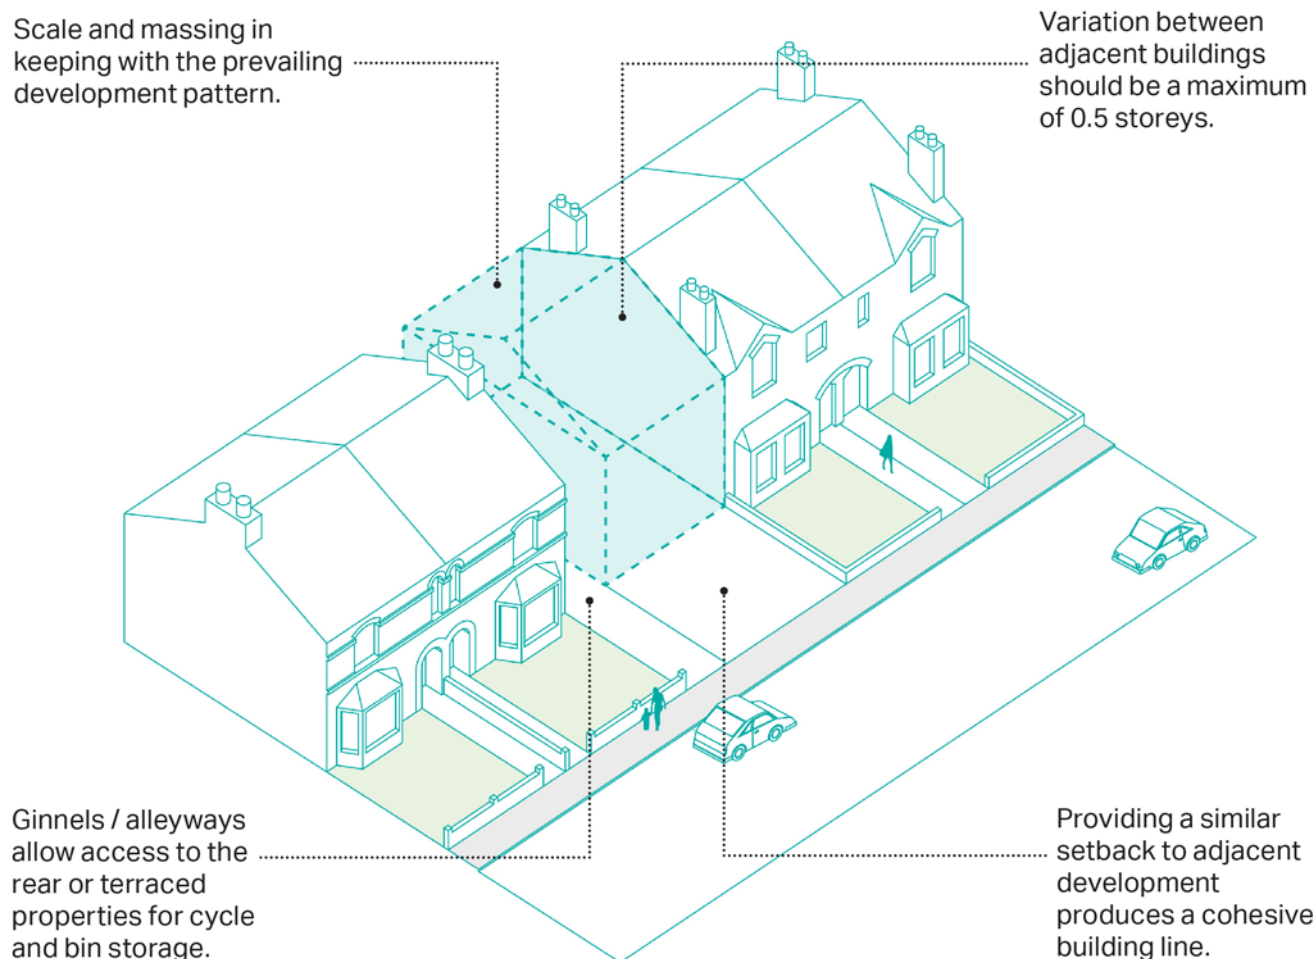 Scale and massing in
keeping with the prevailing
development pattern.
Variation between
adjacent buildings
should be a maximum
of 0.5 storeys.
Ginnels / alleyways
allow access to the
rear or terraced
properties for cycle
and bin storage.
Providing a similar
setback to adjacent
development
produces a cohesive
building line.